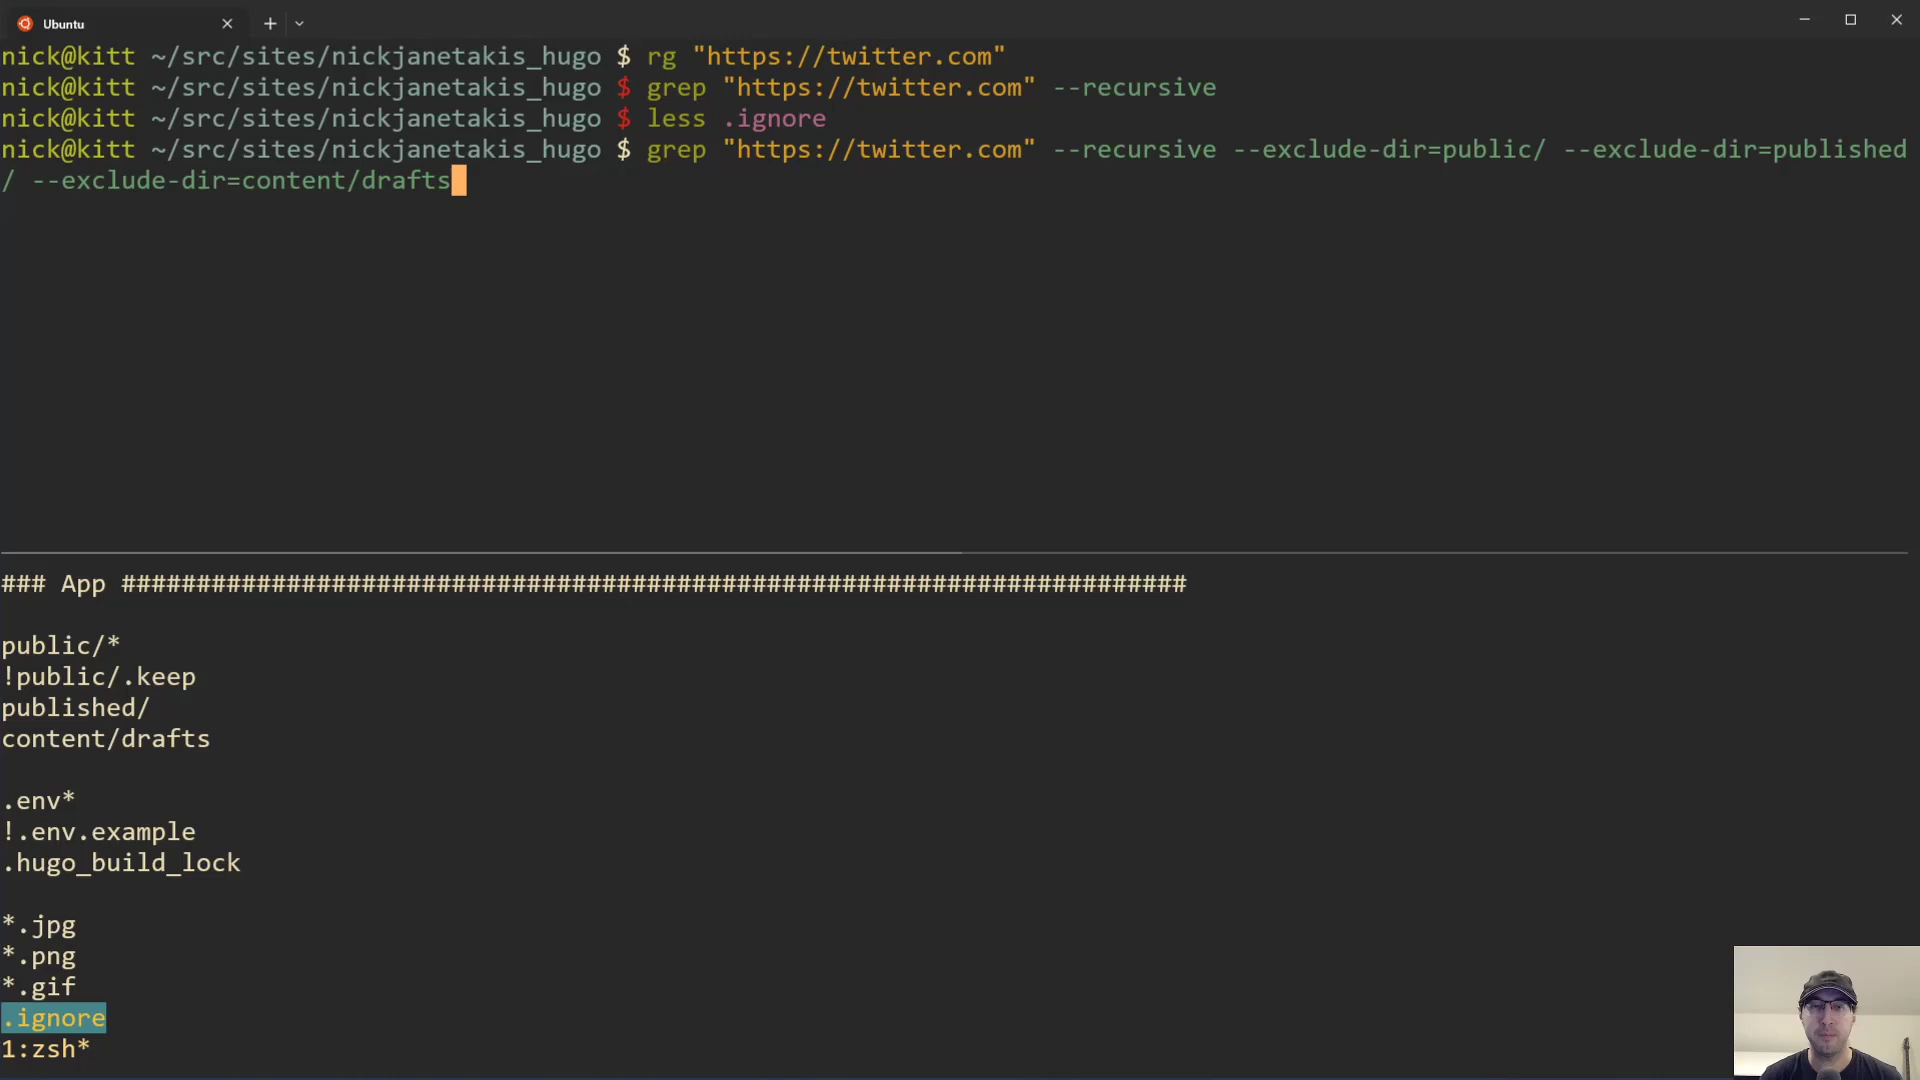 Ubuntu
nick@kitt ~/src/sites/nickjanetakis_hugo $ rg "https://twitter.com"
nick@kitt ~/src/sites/nickjanetakis_hugo $ grep "https://twitter.com" --recursive
nick@kitt ~/src/sites/nickjanetakis_hugo $ less .ignore
nick@kitt ~/src/sites/nickjanetakis_hugo $ grep "https://twitter.com" --recursive --exclude-dir=public/ --exclude-dir=published
/ --exclude-dir=content/drafts
### App #######################################################################
public/*
!public/.keep
published/
content/drafts
.env*
!.env.example
.hugo_build_lock
*.jpg
*.png
*.gif
.ignore
1:zsh*